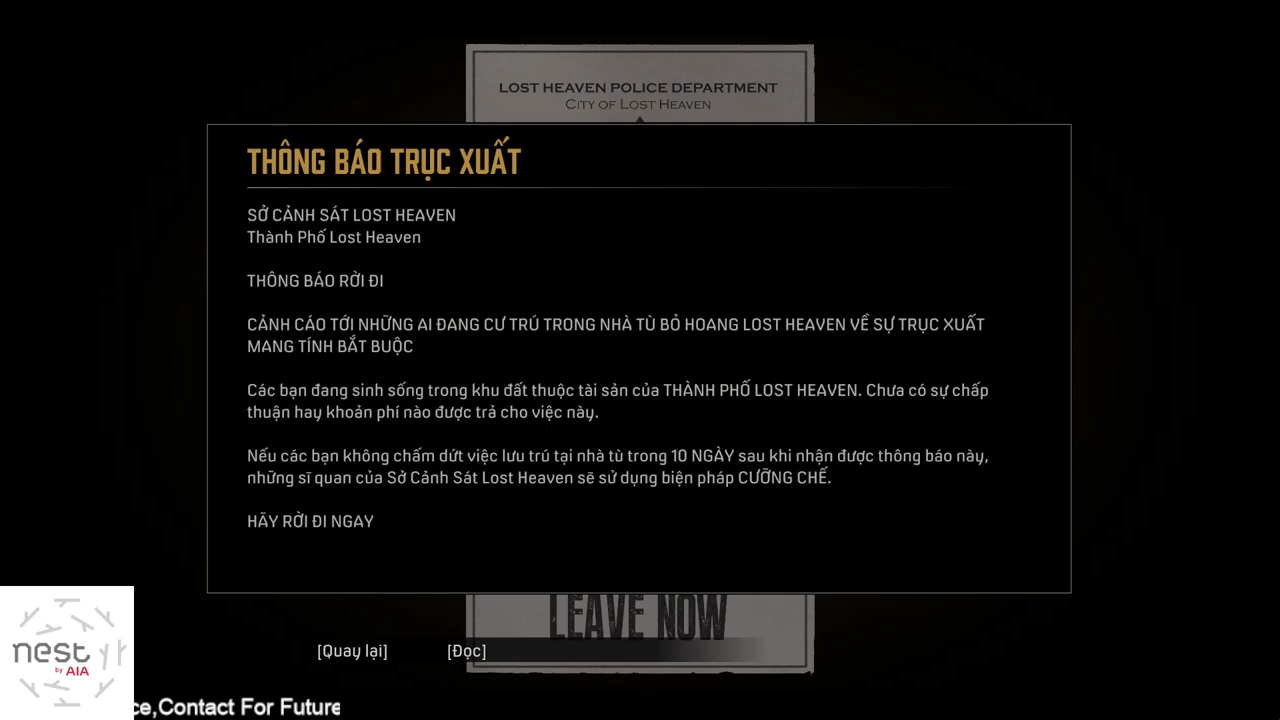 LOST HEAVEN POLICE DEPARTMENT
CITY OF LOST HEAVEN
THÔNG BÁO TRỤC XUẤT
SỞ CẢNH SÁT LOST HEAVEN
Thành Phố Lost Heaven
THÔNG BÁO RỜI ĐI
CẢNH CÁO TỚI NHỮNG AI ĐANG CƯ TRÚ TRONG NHÀ TÙ BỎ HOANG LOST HEAVEN VỀ SỰ TRỤC XUẤT
MANG TÍNH BẮT BUỘC
Các bạn đang sinh sống trong khu đất thuộc tài sản của THÀNH PHỐ LOST HEAVEN. Chưa có sự chấp
thuận hay khoản phí nào được trả cho việc này.
Nếu các bạn không chấm dứt việc lưu trú tại nhà tù trong 10 NGÀY sau khi nhận được thông báo này,
những sĩ quan của Sở Cảnh Sát Lost Heaven sẽ sử dụng biện pháp CƯỠNG CHẾ.
HÃY RỜI ĐI NGAY
LEAVE NOW
[Quay lại] [Đọc]
nest
by AIA
ce,Contact For Future